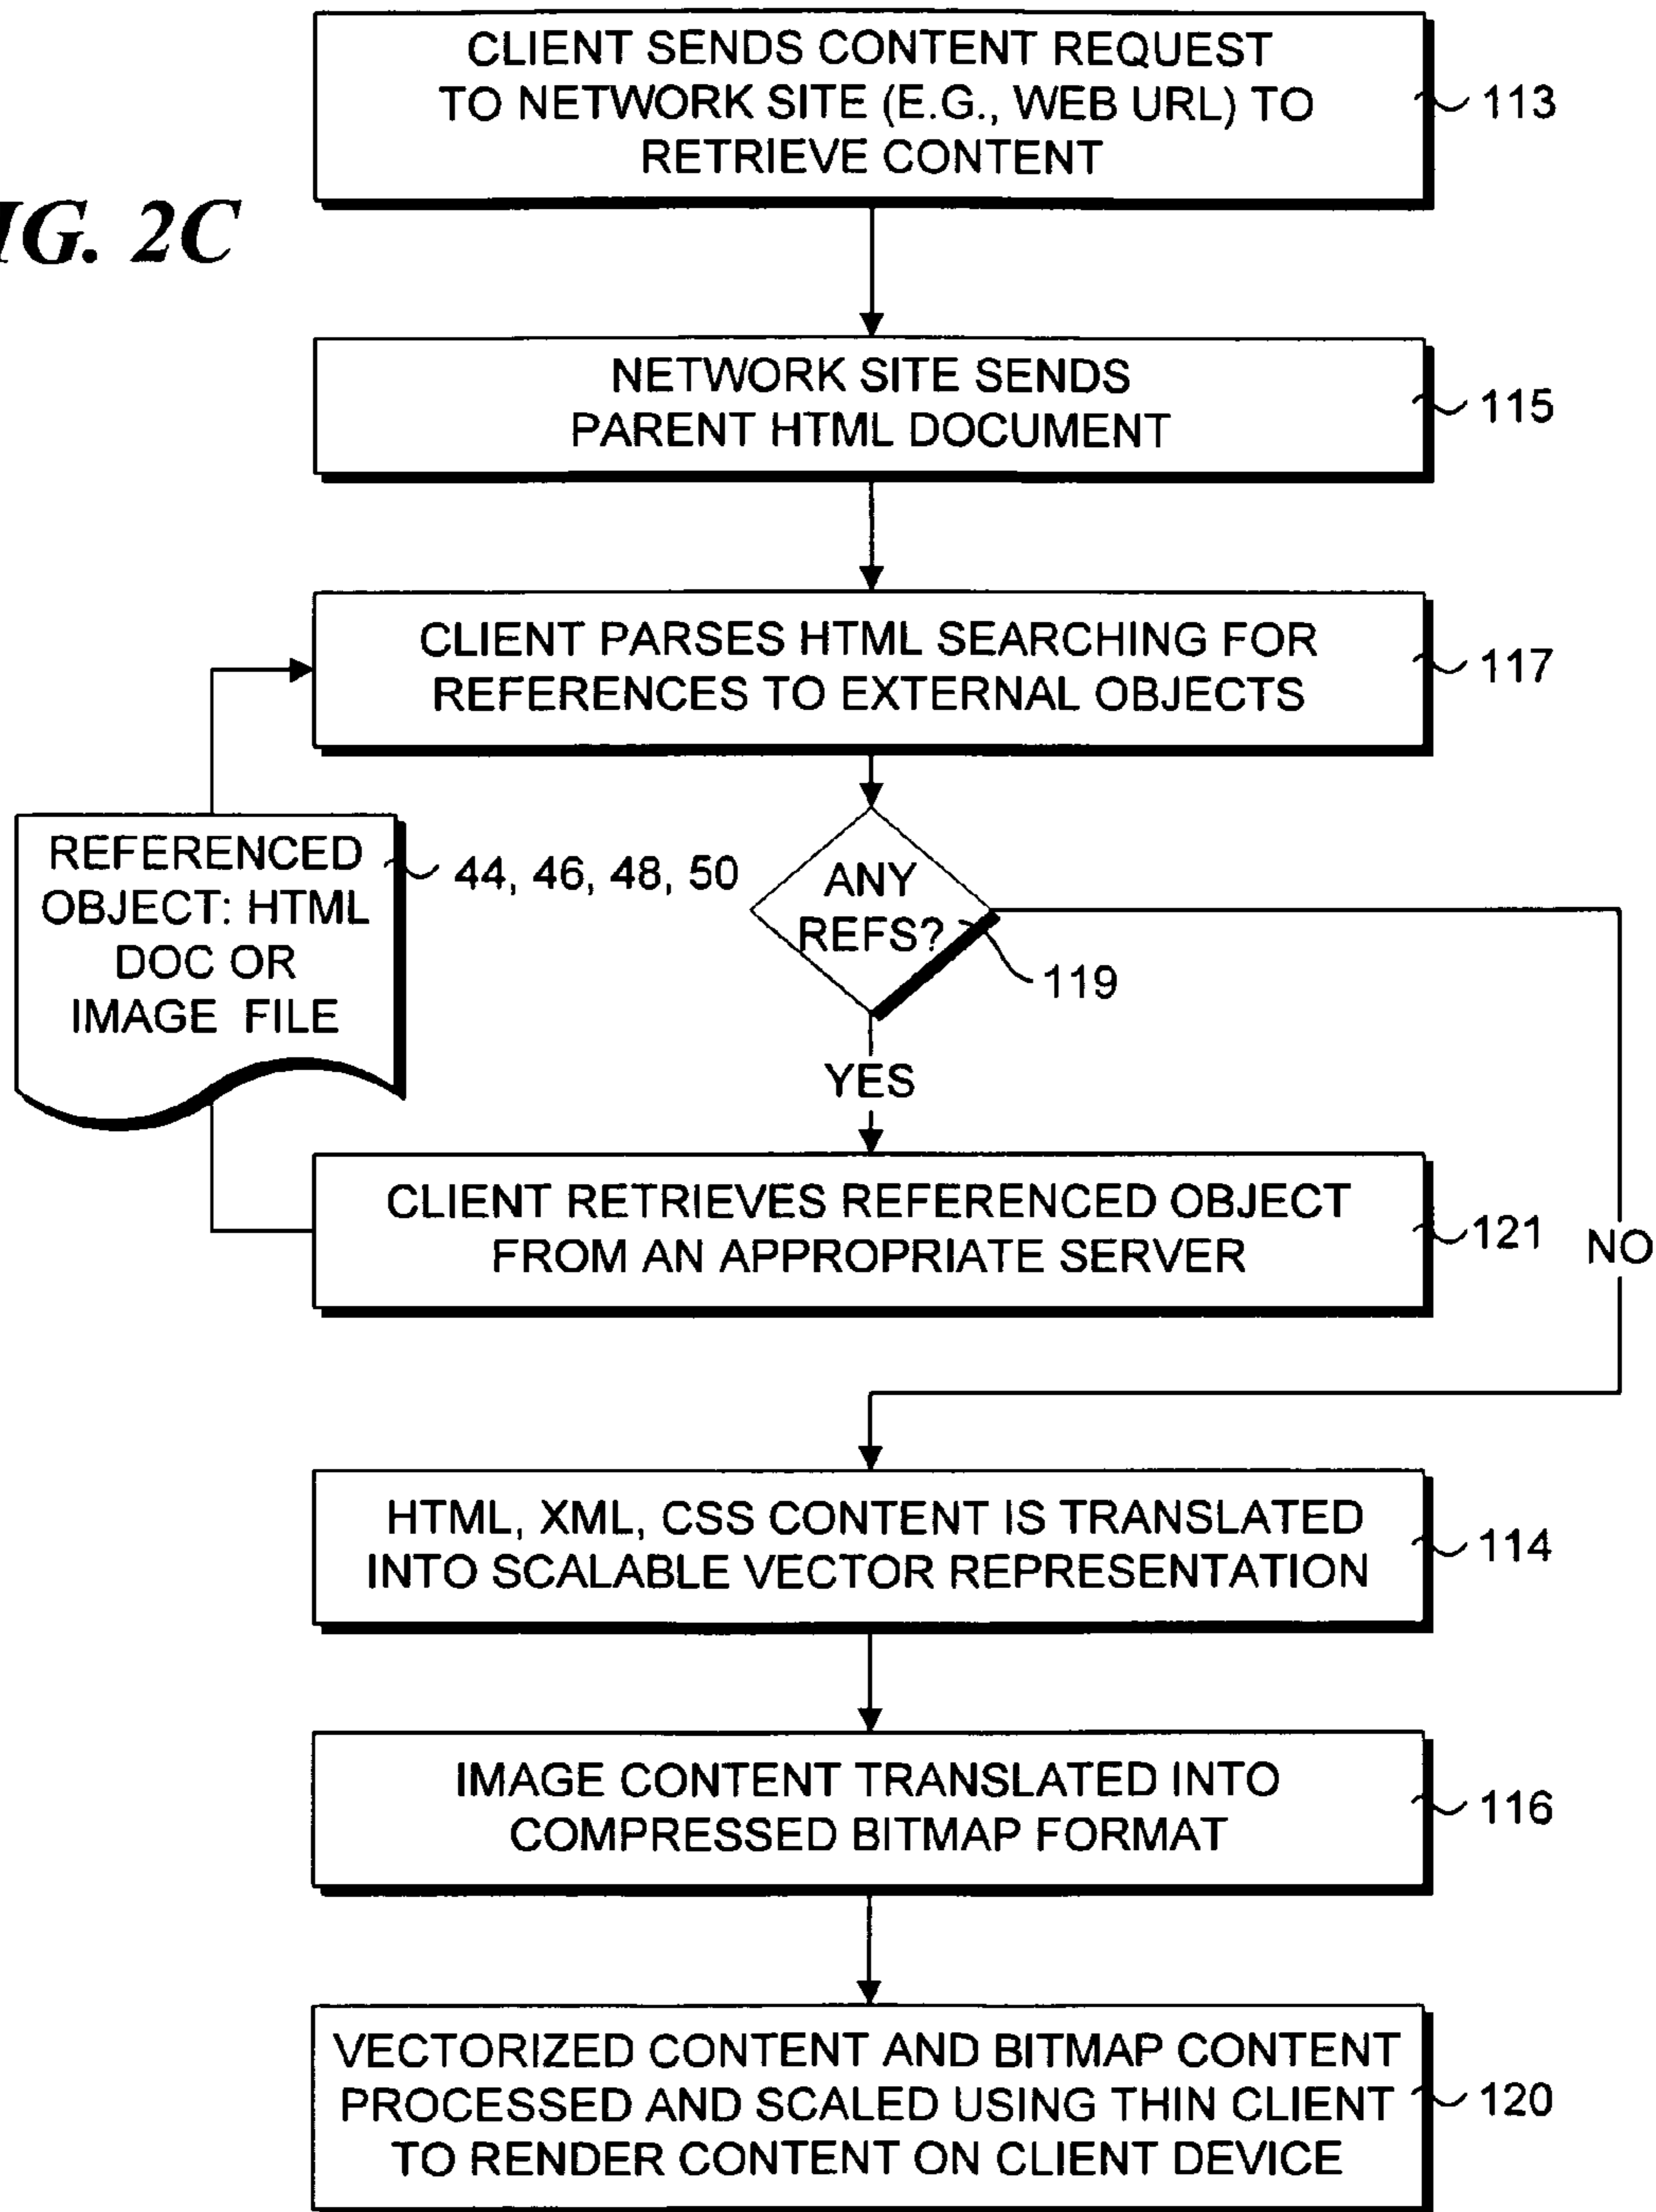 CLIENT SENDS CONTENT REQUEST
TO NETWORK SITE (E.G., WEB URL) TO
RETRIEVE CONTENT
113
IG. 2C
NETWORK SITE SENDS
PARENT HTML DOCUMENT
115
CLIENT PARSES HTML SEARCHING FOR
REFERENCES TO EXTERNAL OBJECTS
117
REFERENCED
OBJECT: HTML
DOC OR
IMAGE FILE
44, 46, 48, 50
ANY
REFS?
119
YES
CLIENT RETRIEVES REFERENCED OBJECT
FROM AN APPROPRIATE SERVER
121
NO
HTML, XML, CSS CONTENT IS TRANSLATED
INTO SCALABLE VECTOR REPRESENTATION
114
IMAGE CONTENT TRANSLATED INTO
COMPRESSED BITMAP FORMAT
116
VECTORIZED CONTENT AND BITMAP CONTENT
PROCESSED AND SCALED USING THIN CLIENT
TO RENDER CONTENT ON CLIENT DEVICE
120